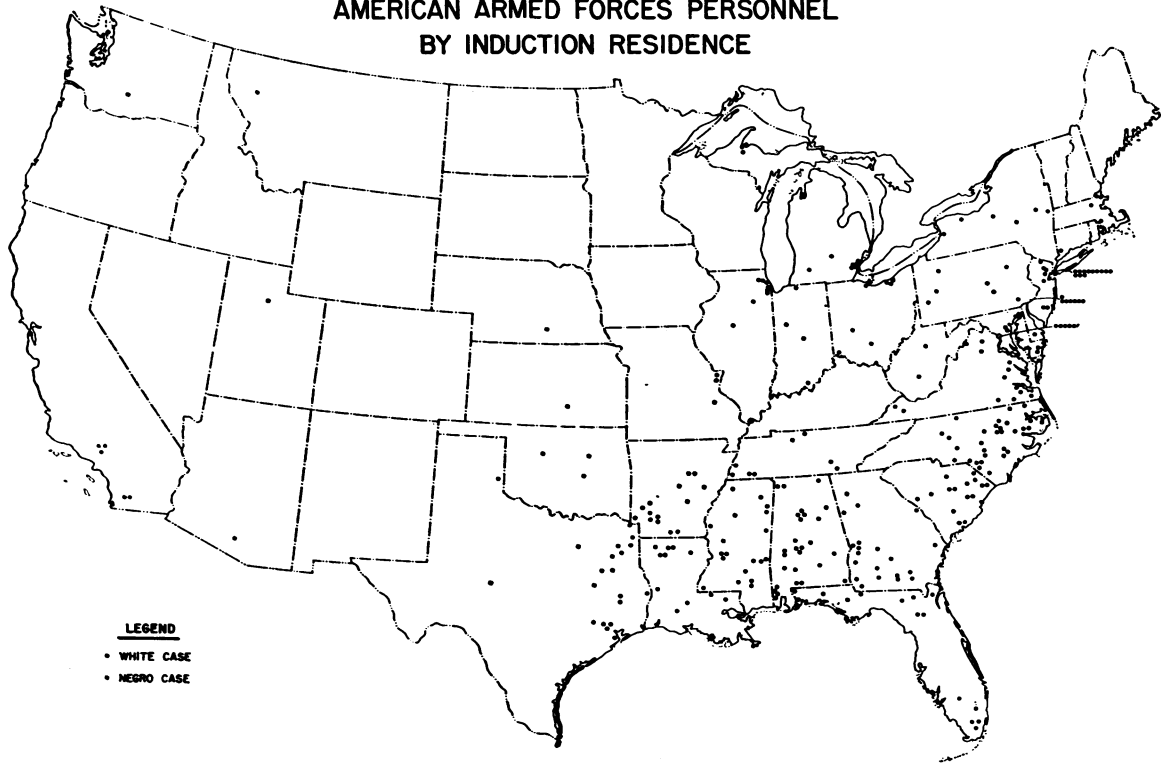 AMERICAN ARMED FORCES PERSONNEL
BY INDUCTION RESIDENCE
LEGEND
• WHITE CASE
• NEGRO CASE